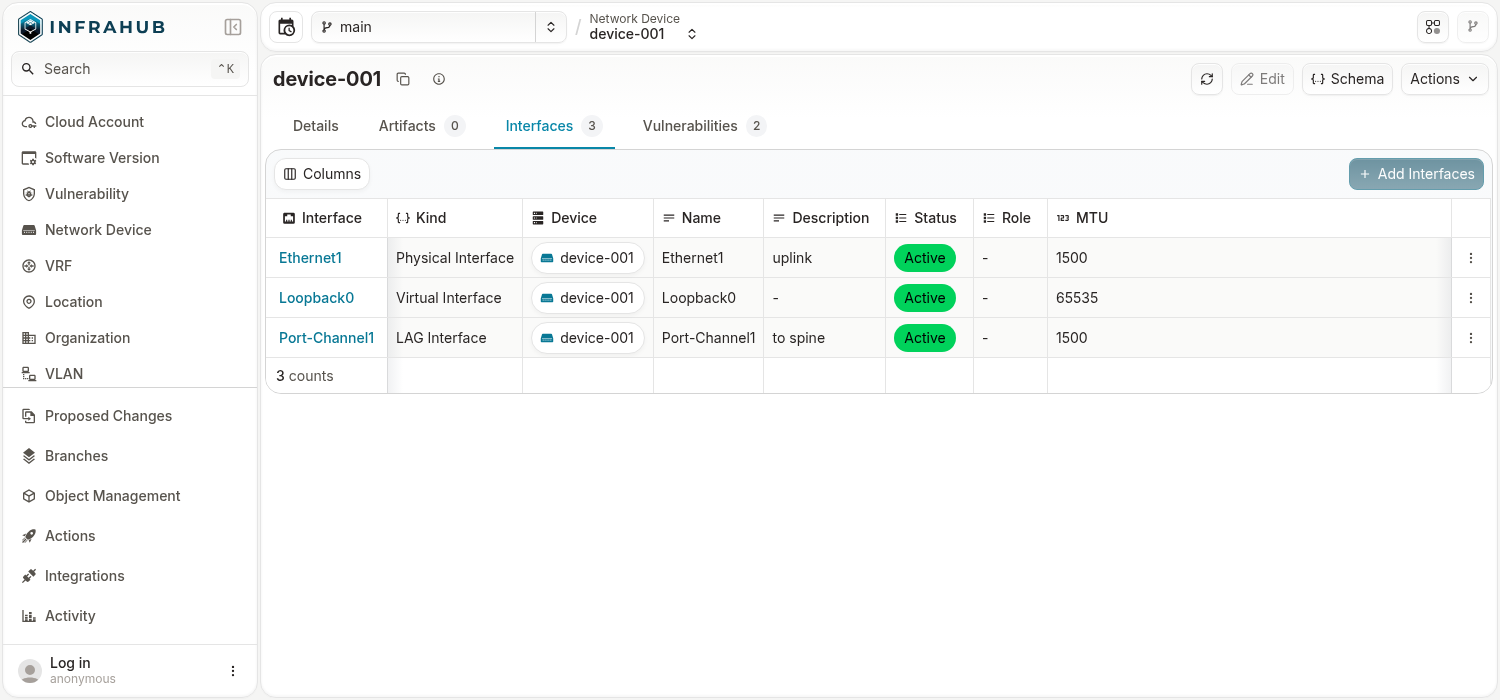 INFRAHUB
Search ^K
Cloud Account
Software Version
Vulnerability
Network Device
VRF
Location
Organization
VLAN
Proposed Changes
Branches
Object Management
Actions
Integrations
Activity
Log in
anonymous
main / Network Device
device-001
device-001 Edit {..} Schema Actions
Details Artifacts 0 Interfaces 3 Vulnerabilities 2
Columns + Add Interfaces
Interface {..} Kind Device Name Description Status Role 123 MTU
Ethernet1 Physical Interface device-001 Ethernet1 uplink Active - 1500
Loopback0 Virtual Interface device-001 Loopback0 - Active - 65535
Port-Channel1 LAG Interface device-001 Port-Channel1 to spine Active - 1500
3 counts